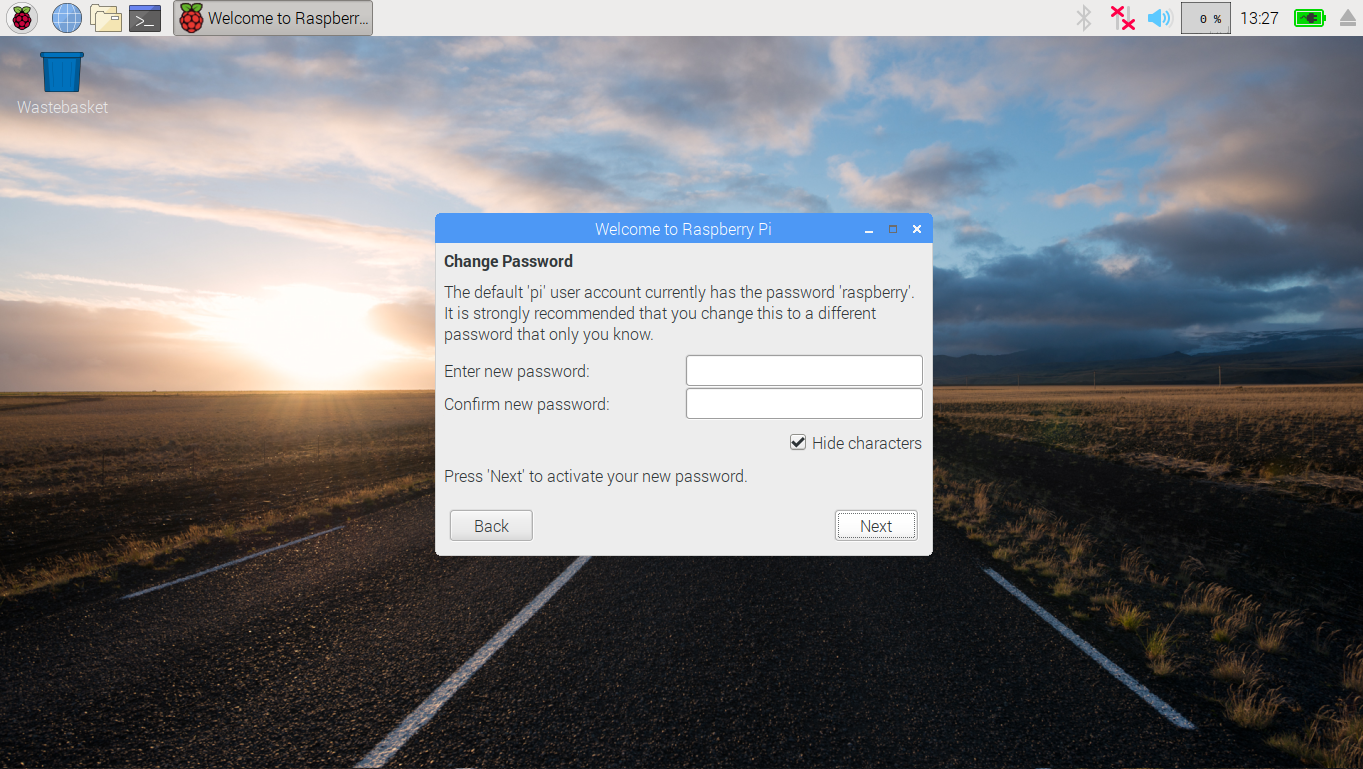 Welcome to Raspberr...
0 %
13:27
Wastebasket
Welcome to Raspberry Pi
Change Password
The default 'pi' user account currently has the password 'raspberry'.
It is strongly recommended that you change this to a different
password that only you know.
Enter new password:
Confirm new password:
Hide characters
Press 'Next' to activate your new password.
Back
Next